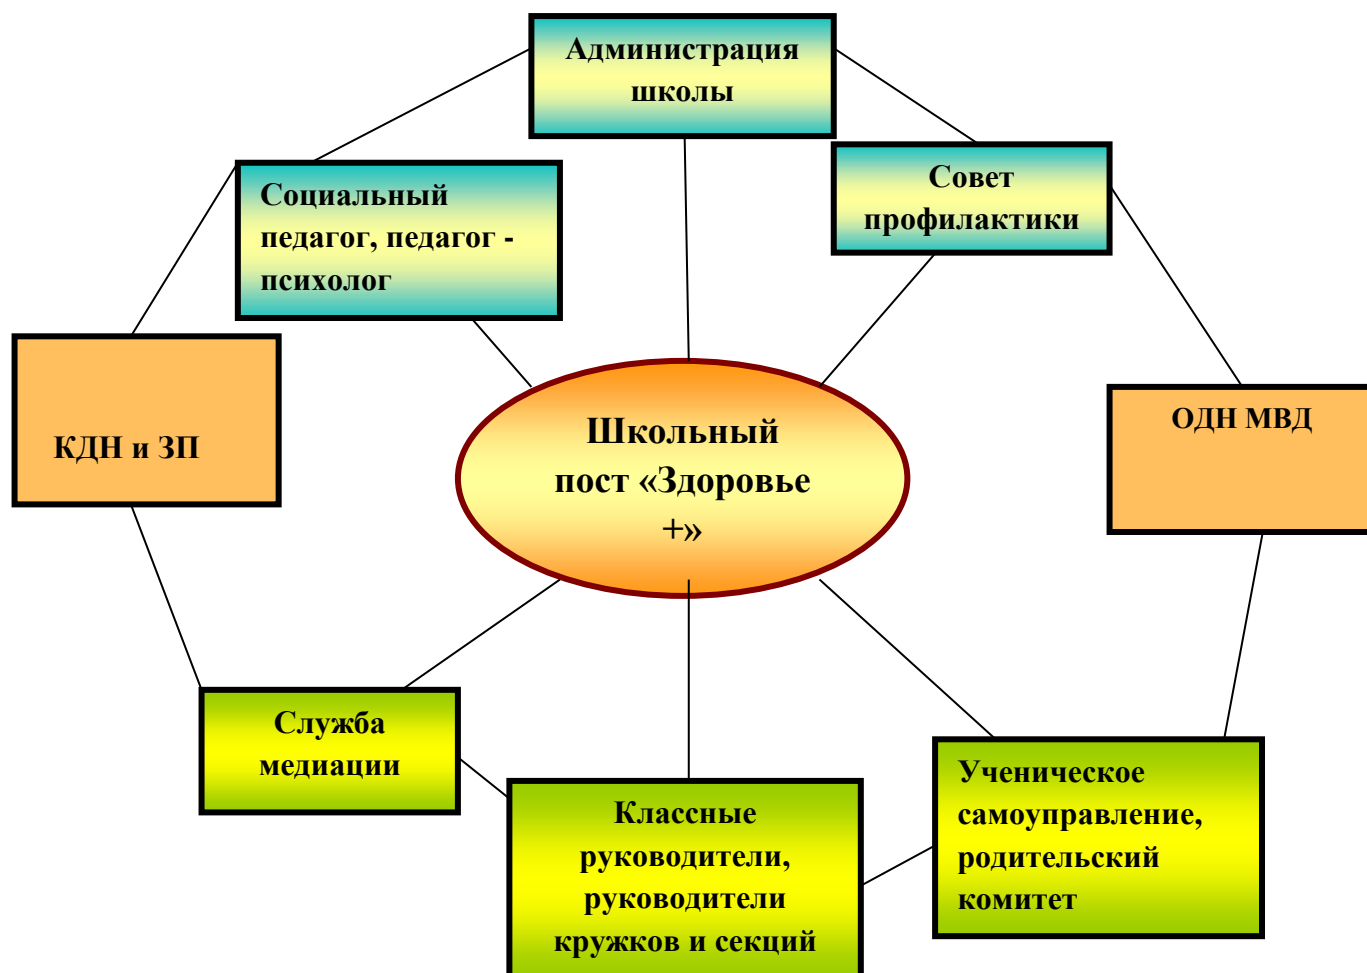 Администрация
школы
Социальный
педагог, педагог -
психолог
Совет
профилактики
КДН и ЗП
Школьный
пост «Здоровье
+»
ОДН МВД
Служба
медиации
Классные
руководители,
руководители
кружков и секций
Ученическое
самоуправление,
родительский
комитет